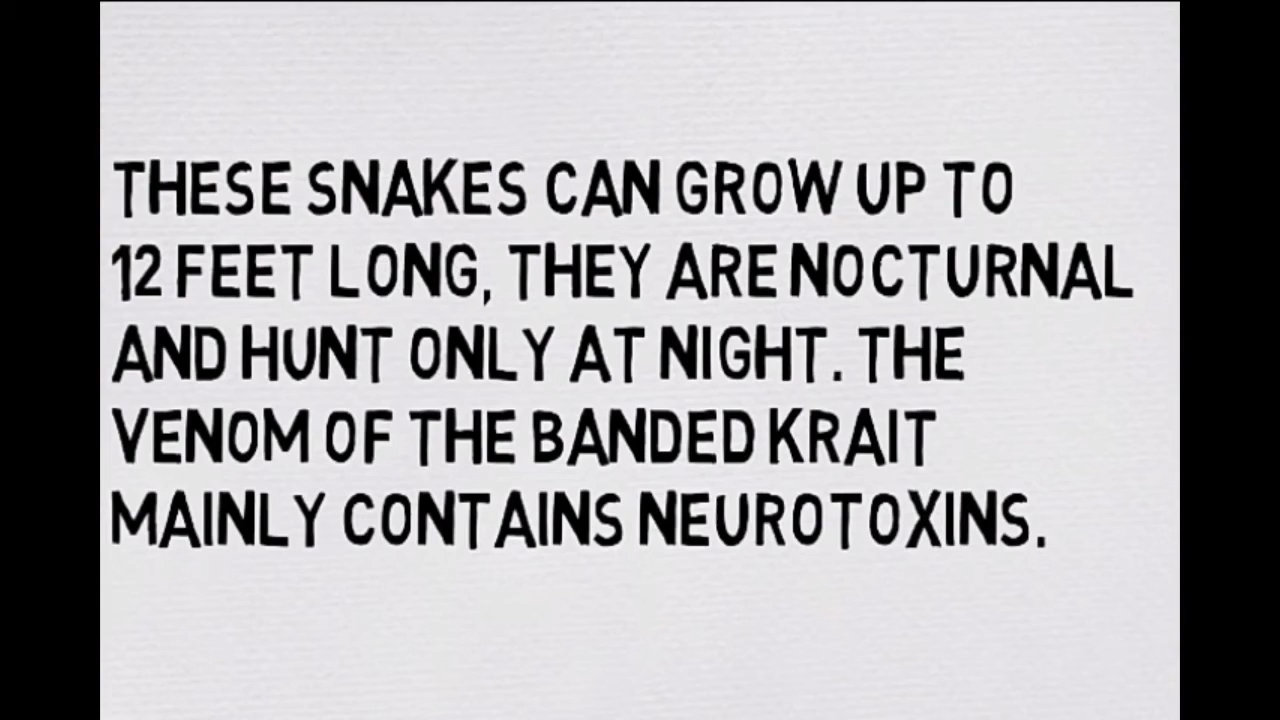 THESE SNAKES CAN GROW UP TO
12 FEET LONG, THEY ARE NOCTURNAL
AND HUNT ONLY AT NIGHT. THE
VENOM OF THE BANDED KRAIT
MAINLY CONTAINS NEUROTOXINS.